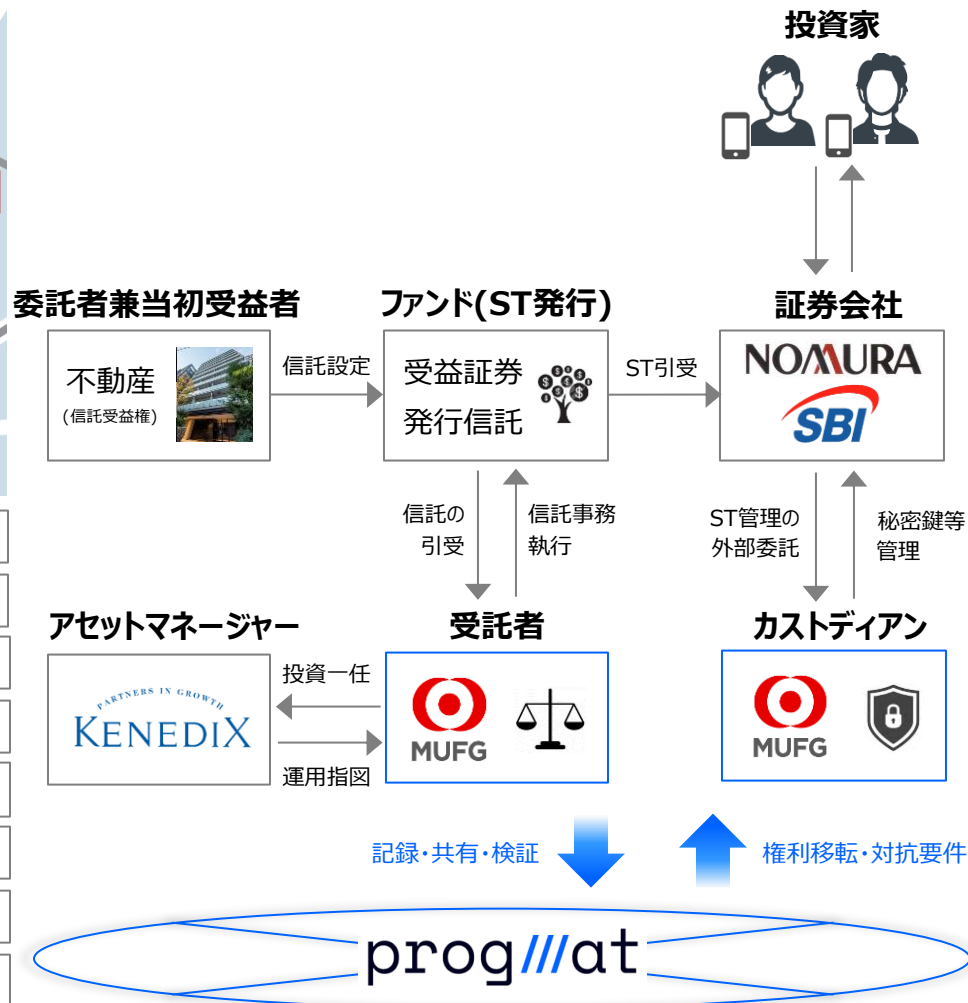 投資家
委託者兼当初受益者
ファンド(ST発行)
証券会社
不動産
(信託受益権)
信託設定
受益証券
発行信託
ST引受
NOMURA
SBI
信託の
引受
信託事務
執行
ST管理の
外部委託
秘密鍵等
管理
アセットマネージャー
受託者
カストディアン
PARTNERS IN GROWTH
KENEDIX
投資一任
運用指図
MUFG
MUFG
記録・共有・検証
権利移転・対抗要件
progmat